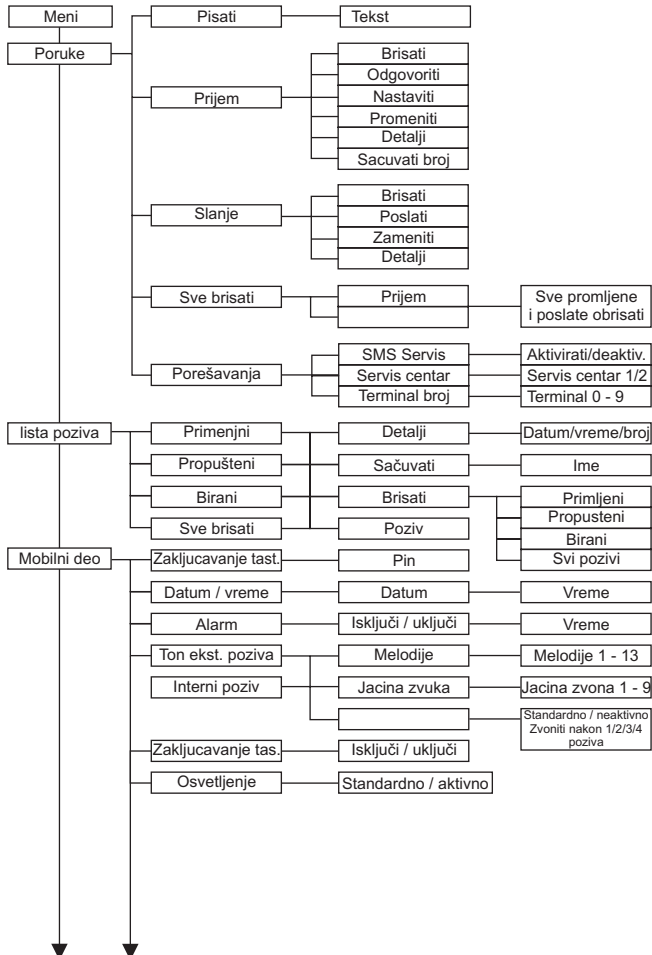 Meni
Pisati
Tekst
Poruke
Brisati
Odgovoriti
Prijem
Nastaviti
Promeniti
Detalji
Sacuvati broj
Brisati
Slanje
Poslati
Zameniti
Detalji
Sve brisati
Prijem
Sve promljene
i poslate obrisati
SMS Servis
Aktivirati/deaktiv.
Porešavanja
Servis centar
Servis centar 1/2
Terminal broj
Terminal 0 - 9
lista poziva
Primenjni
Detalji
Datum/vreme/broj
Propušteni
Sačuvati
Ime
Birani
Brisati
Primljeni
Propusteni
Sve brisati
Poziv
Birani
Svi pozivi
Mobilni deo
Zakljucavanje tast.
Pin
Datum / vreme
Datum
Vreme
Alarm
Isključi / uključi
Vreme
Ton ekst. poziva
Melodije
Melodije 1 - 13
Interni poziv
Jacina zvuka
Jacina zvona 1 - 9
Standardno / neaktivno
Zvoniti nakon 1/2/3/4
poziva
Zakljucavanje tas.
Isključi / uključi
Osvetljenje
Standardno / aktivno